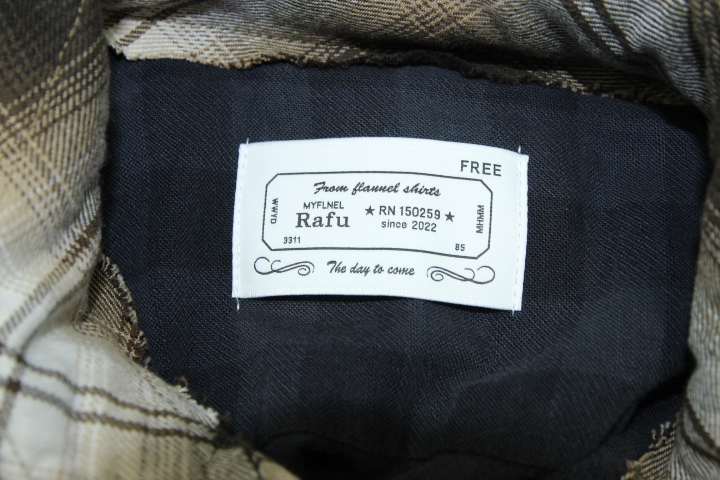 FREE
From flannel shirts
WWYD
MYFLNEL
Rafu
★ RN 150259 ★
since 2022
MHMM
3311
85
The day to come